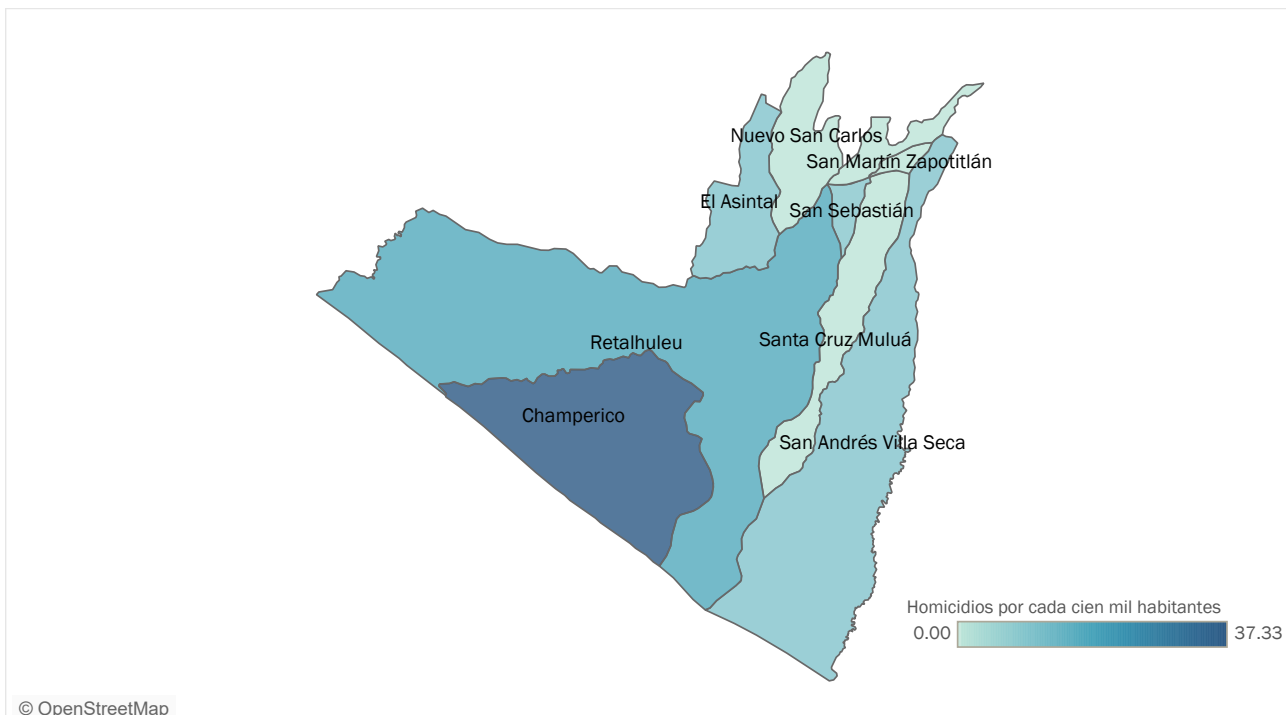 Nuevo San Carlos
San Martín Zapotitlán
El Asintal
San Sebastián
Retalhuleu
Santa Cruz Muluá
Champerico
San Andrés Villa Seca
Homicidios por cada cien mil habitantes
0.00
37.33
© OpenStreetMap